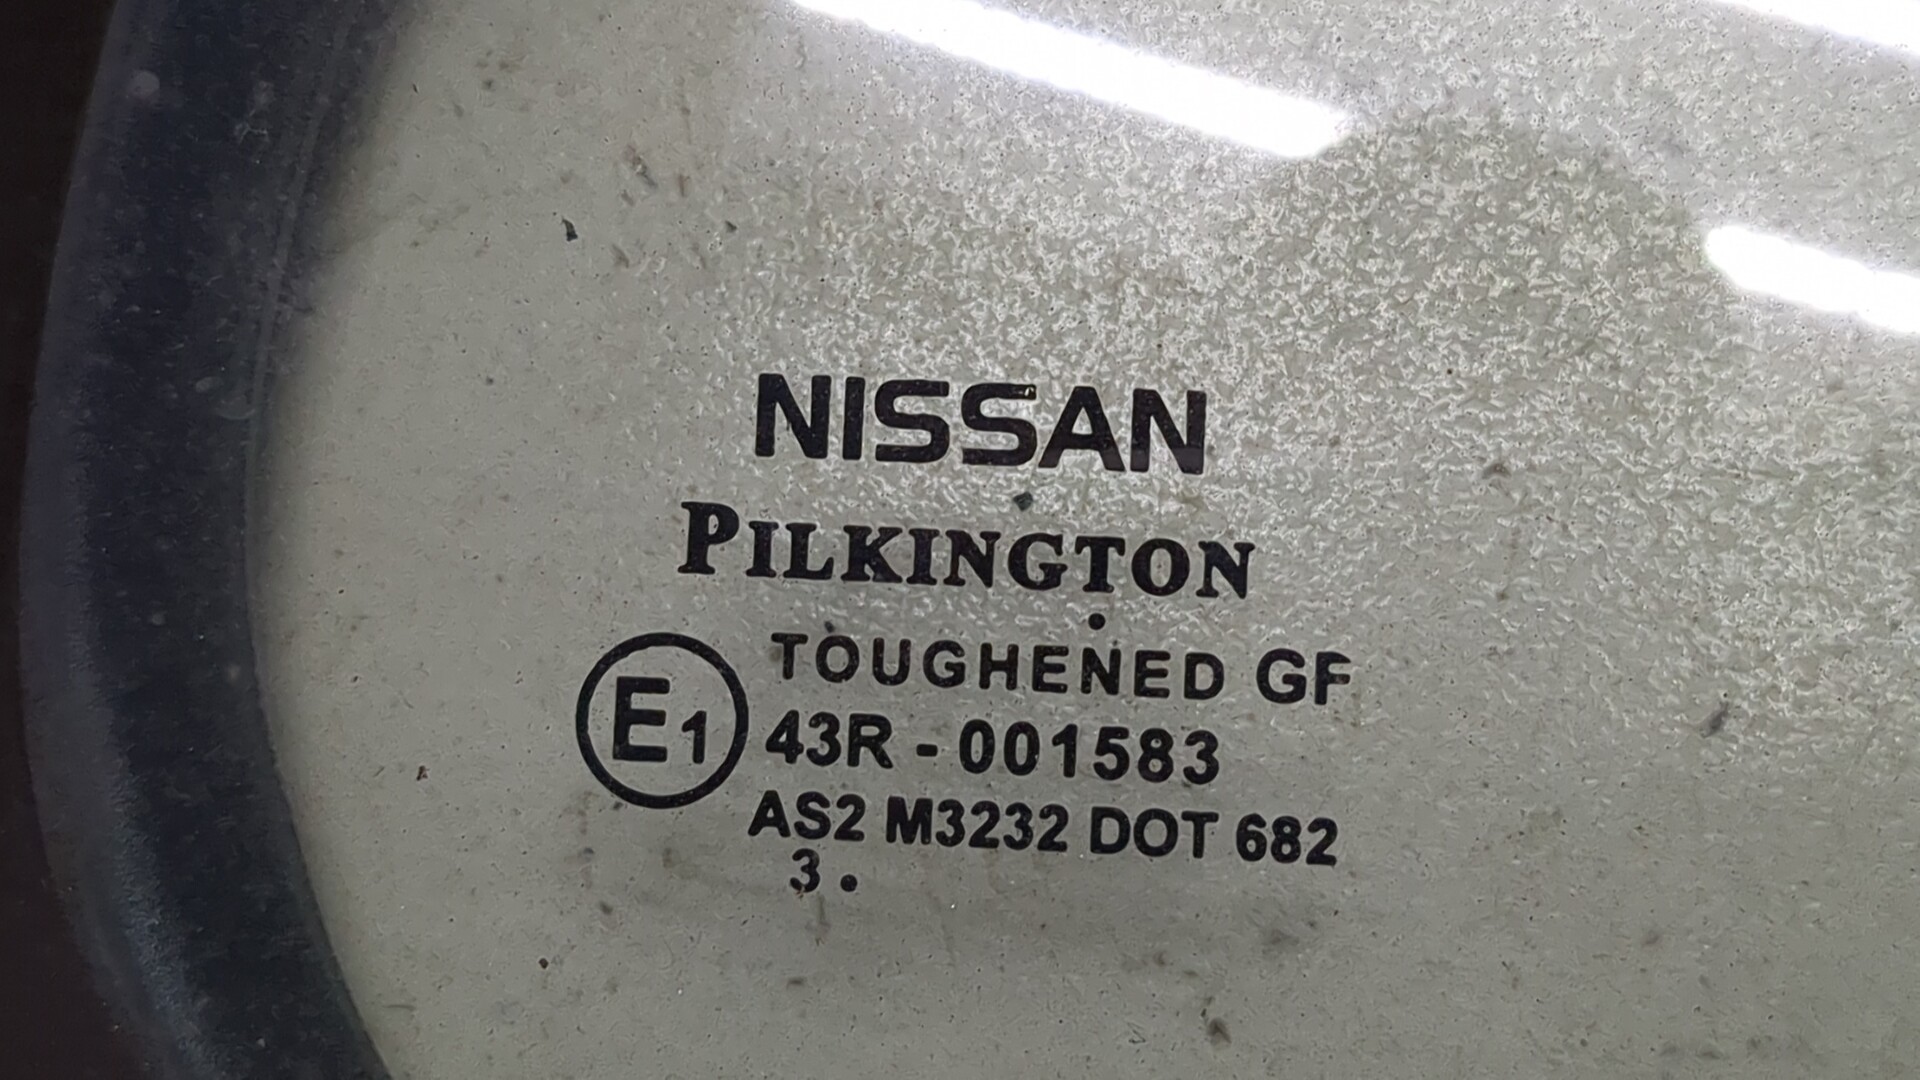 NISSAN
PILKINGTON
TOUGHENED GF
E1 43R - 001583
AS2 M3232 DOT 682
3 .